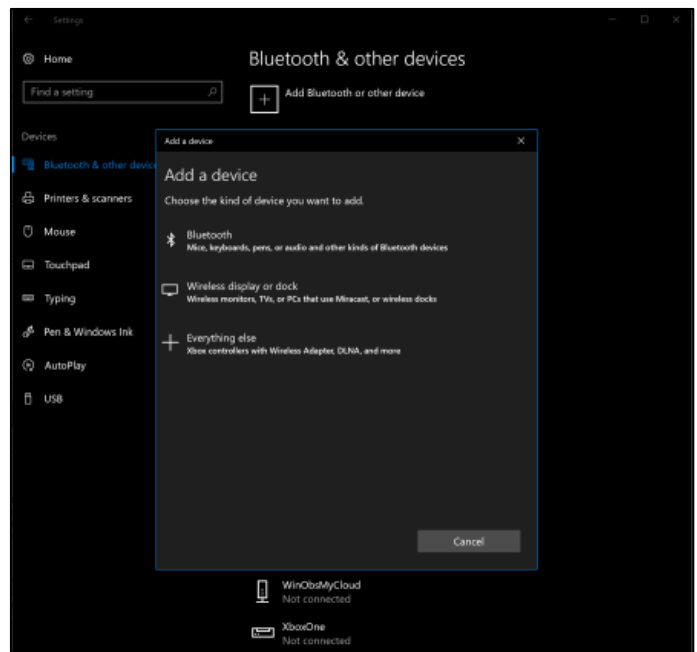 Settings
Home
Bluetooth & other devices
Find a setting
Add Bluetooth or other device
Devices
Add a device
Bluetooth & other device
Add a device
Printers & scanners
Choose the kind of device you want to add.
Mouse
Bluetooth
Mice, keyboards, pens, or audio and other kinds of Bluetooth devices
Touchpad
Wireless display or dock
Wireless monitors, TVs, or PCs that use Miracast, or wireless docks
Typing
Pen & Windows Ink
Everything else
Xbox controllers with Wireless Adapter, DLNA, and more
AutoPlay
USB
Cancel
WinObsMyCloud
Not connected
XboxOne
Not connected